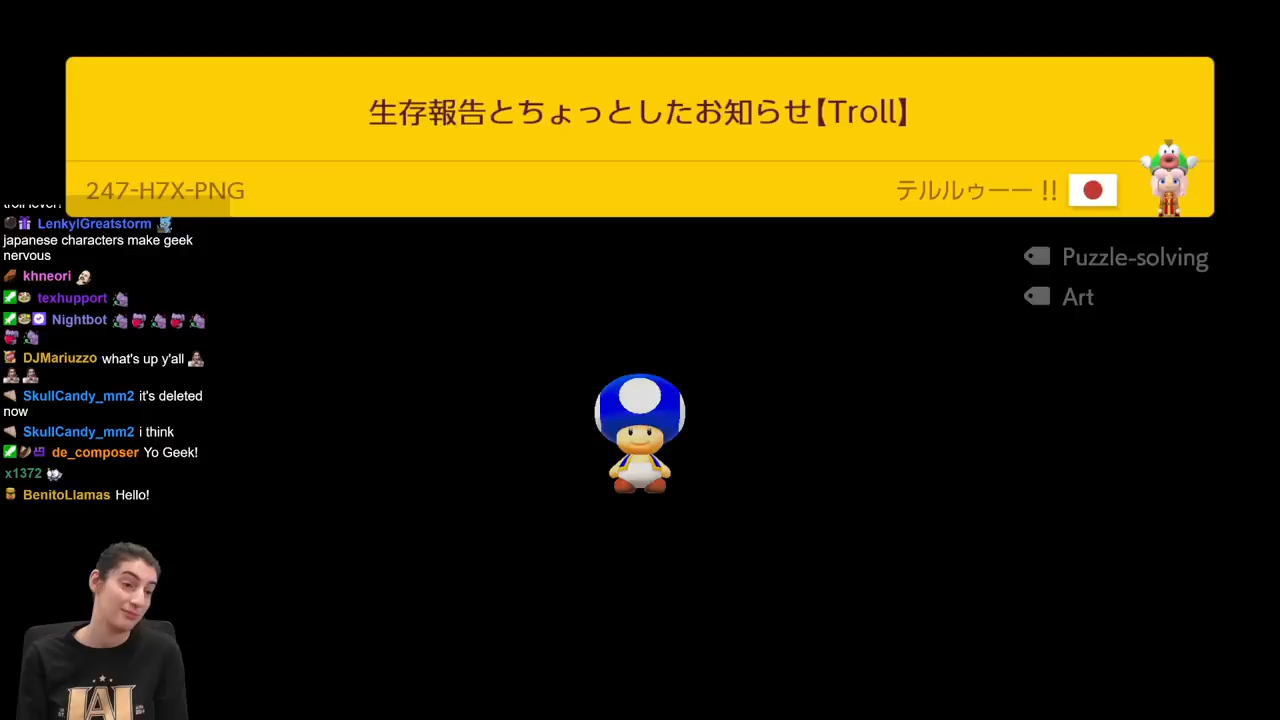 生存報告とちょっとしたお知らせ【Troll】
247-H7X-PNG
テルルゥーー !!
Puzzle-solving
Art
LenkylGreatstorm
japanese characters make geek
nervous
khneori
texhupport
Nightbot
DJMariuzzo what's up y'all
SkullCandy_mm2 it's deleted
now
SkullCandy_mm2 i think
de_composer Yo Geek!
x1372
BenitoLlamas Hello!